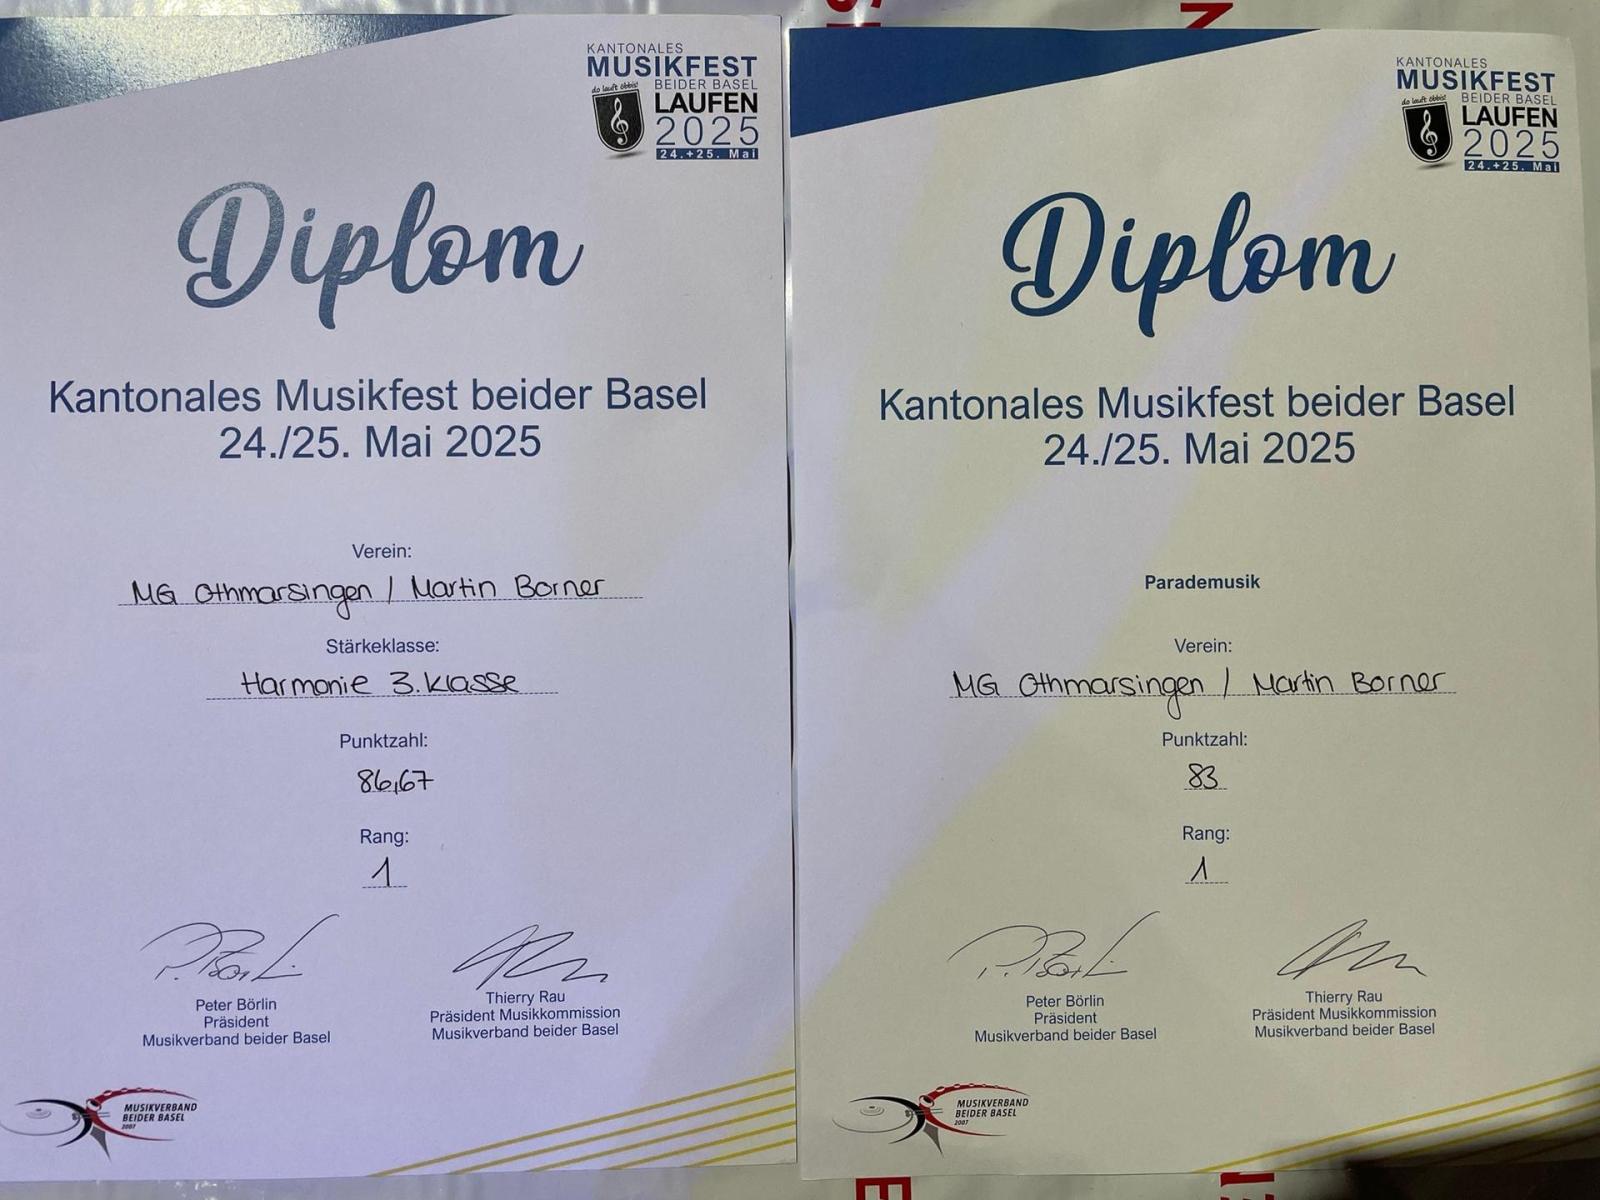 KANTONALES
MUSIKFEST
BEIDER BASEL
do lauft öbbis!
LAUFEN
2025
24.+25. Mai
Diplom
Kantonales Musikfest beider Basel
24./25. Mai 2025
Verein:
MG Othmarsingen / Martin Borner
Stärkeklasse:
Harmonie 3. Klasse
Punktzahl:
86,67
Rang:
1
Peter Börlin
Präsident
Musikverband beider Basel
Thierry Rau
Präsident Musikkommission
Musikverband beider Basel
MUSIKVERBAND
BEIDER BASEL
2007
KANTONALES
MUSIKFEST
BEIDER BASEL
do lauft öbbis!
LAUFEN
2025
24.+25. Mai
Diplom
Kantonales Musikfest beider Basel
24./25. Mai 2025
Parademusik
Verein:
MG Othmarsingen / Martin Borner
Punktzahl:
83
Rang:
1
Peter Börlin
Präsident
Musikverband beider Basel
Thierry Rau
Präsident Musikkommission
Musikverband beider Basel
MUSIKVERBAND
BEIDER BASEL
2007